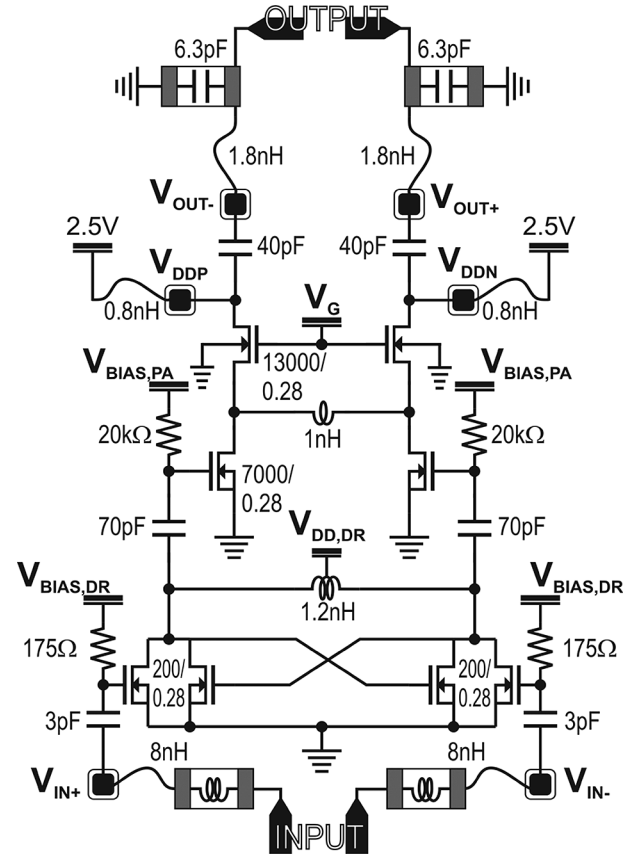 OUTPUT
6.3pF 6.3pF
1.8nH 1.8nH
VOUT- VOUT+
2.5V 40pF 40pF 2.5V
VDDP VDDN
0.8nH VG 0.8nH
13000/
0.28
VBIAS,PA VBIAS,PA
20kΩ 20kΩ
1nH
7000/
0.28
70pF 70pF
VDD,DR
1.2nH
VBIAS,DR VBIAS,DR
175Ω 175Ω
200/ 200/
0.28 0.28
3pF 3pF
8nH 8nH
VIN+ VIN-
INPUT